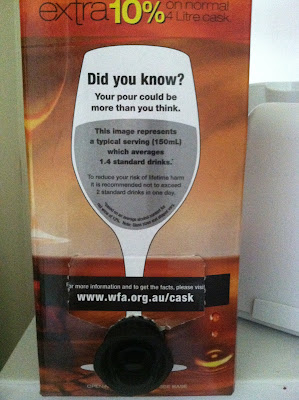 extra 10% on normal
4 Litre cask
Did you know?
Your pour could be
more than you think.
This image represents
a typical serving (150mL)
which averages
1.4 standard drinks.*
To reduce your risk of lifetime harm
it is recommended not to exceed
2 standard drinks in one day.
For more information and to get the facts, please visit
www.wfa.org.au/cask